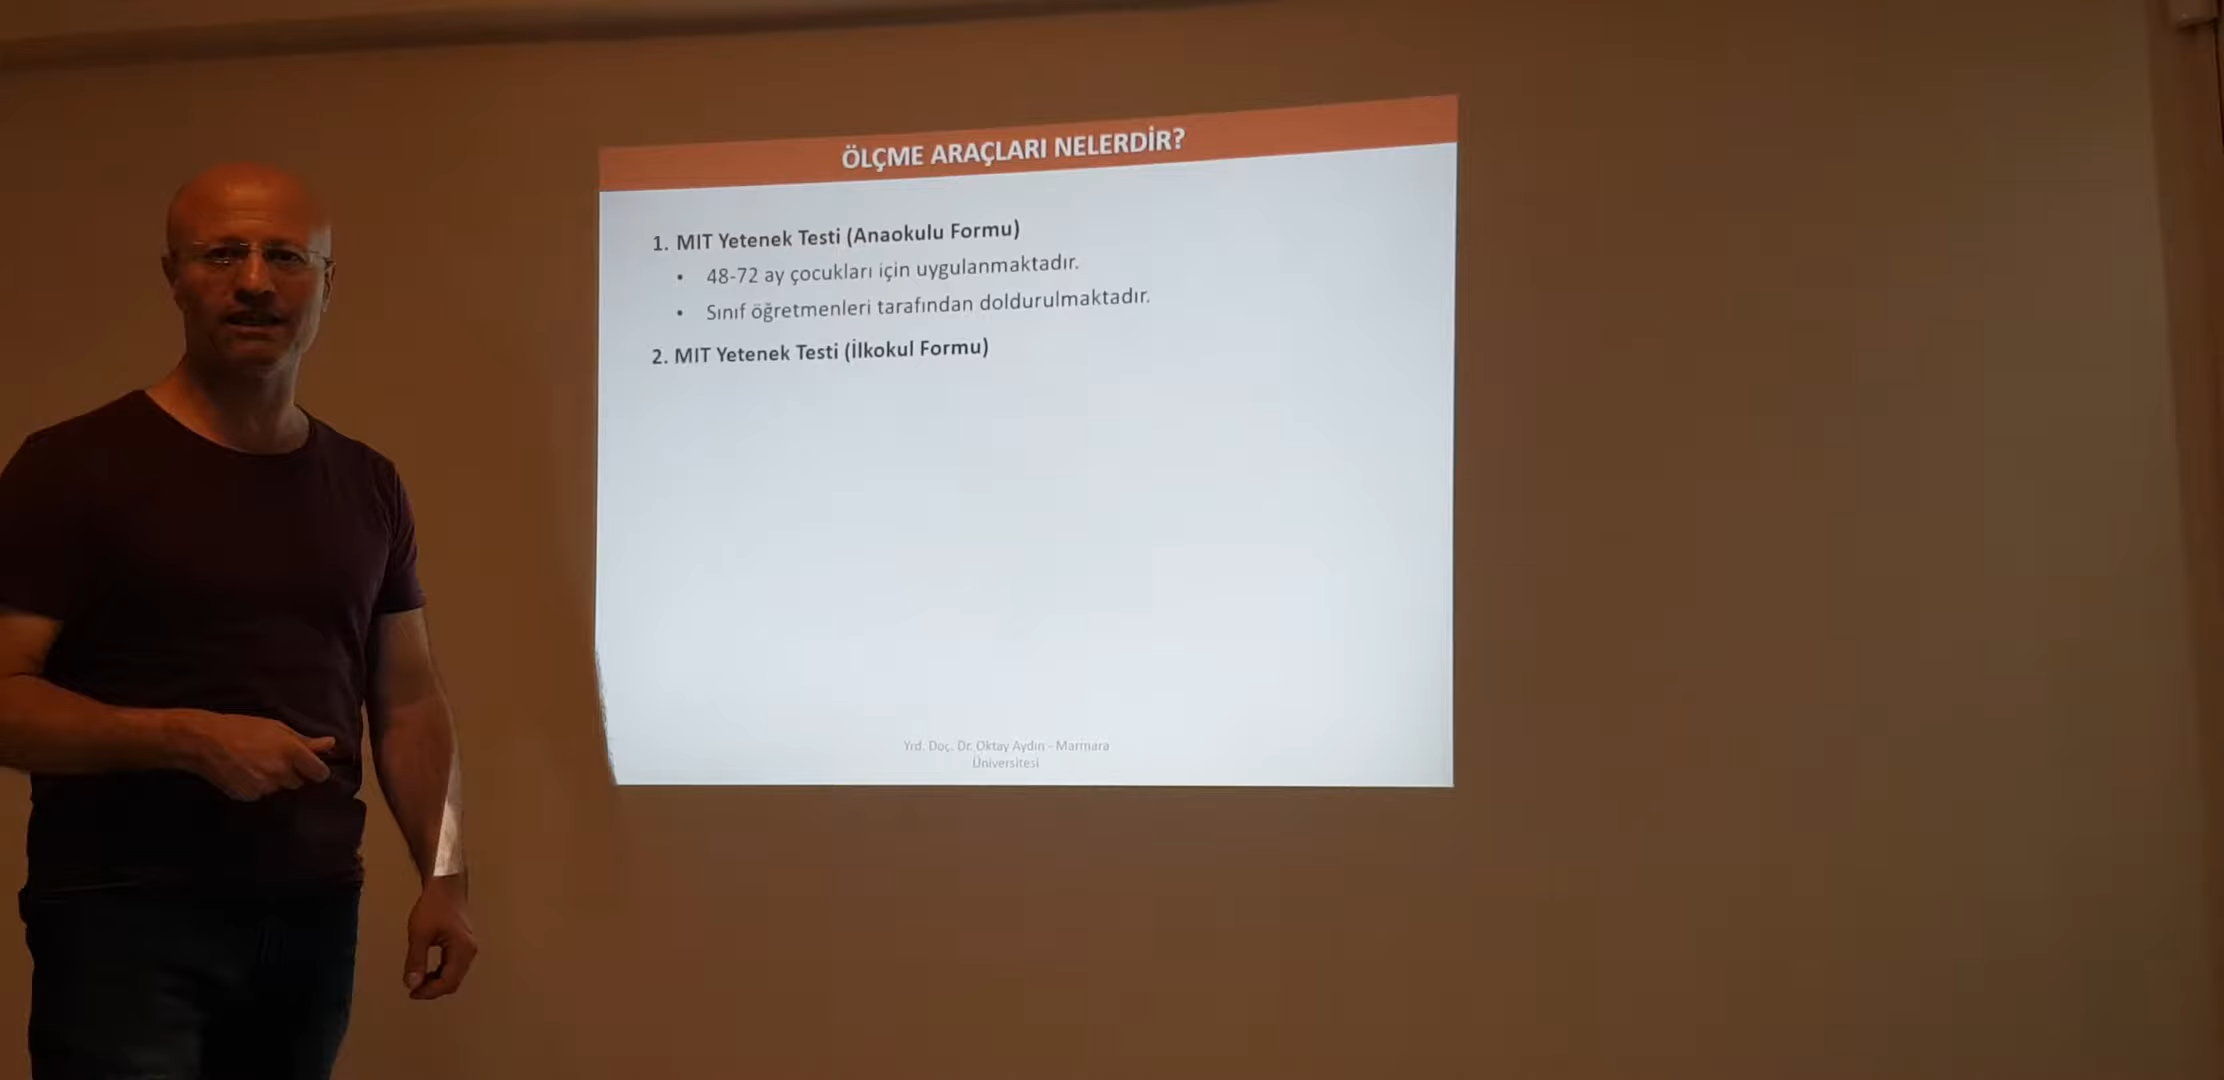 ÖLÇME ARAÇLARI NELERDİR?
1. MIT Yetenek Testi (Anaokulu Formu)
• 48-72 ay çocukları için uygulanmaktadır.
• Sınıf öğretmenleri tarafından doldurulmaktadır.
2. MIT Yetenek Testi (İlkokul Formu)
Yrd. Doç. Dr. Oktay Aydın - Marmara
Üniversitesi